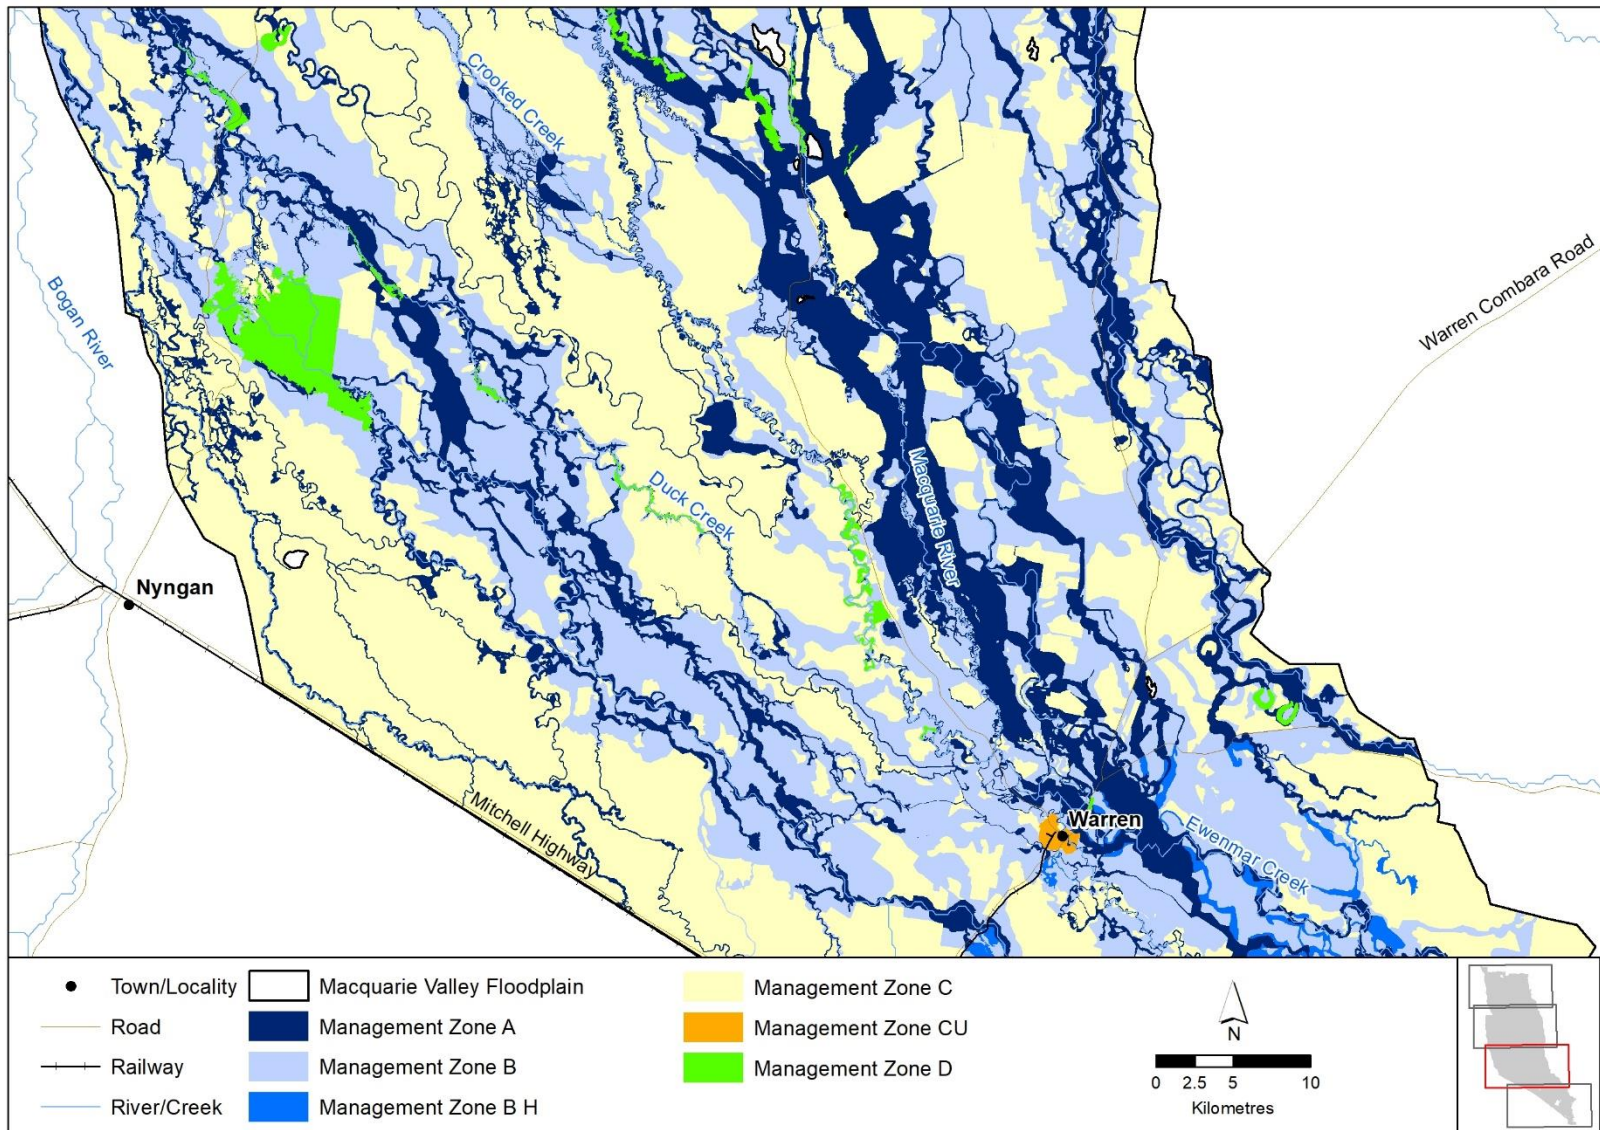 Crooked Creek
Bogan River
Warren Combara Road
Duck Creek
Macquarie River
Nyngan
Mitchell Highway
Warren
Ewenmar Creek
Town/Locality
Road
Railway
River/Creek
Macquarie Valley Floodplain
Management Zone A
Management Zone B
Management Zone B H
Management Zone C
Management Zone CU
Management Zone D
N
0 2.5 5 10
Kilometres